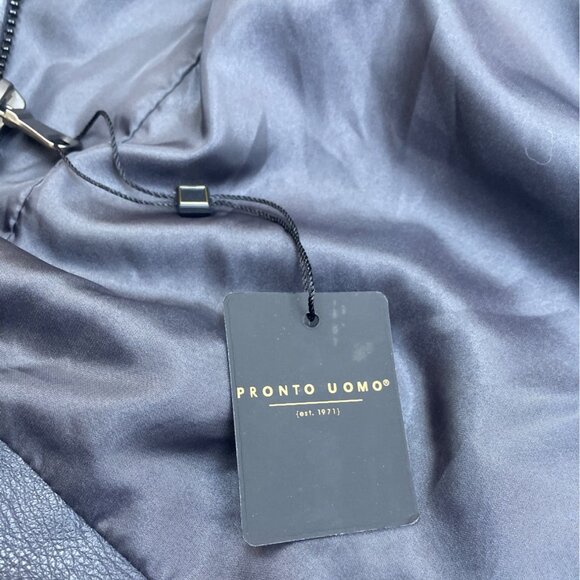 PRONTO UOMO®
{est. 1971}